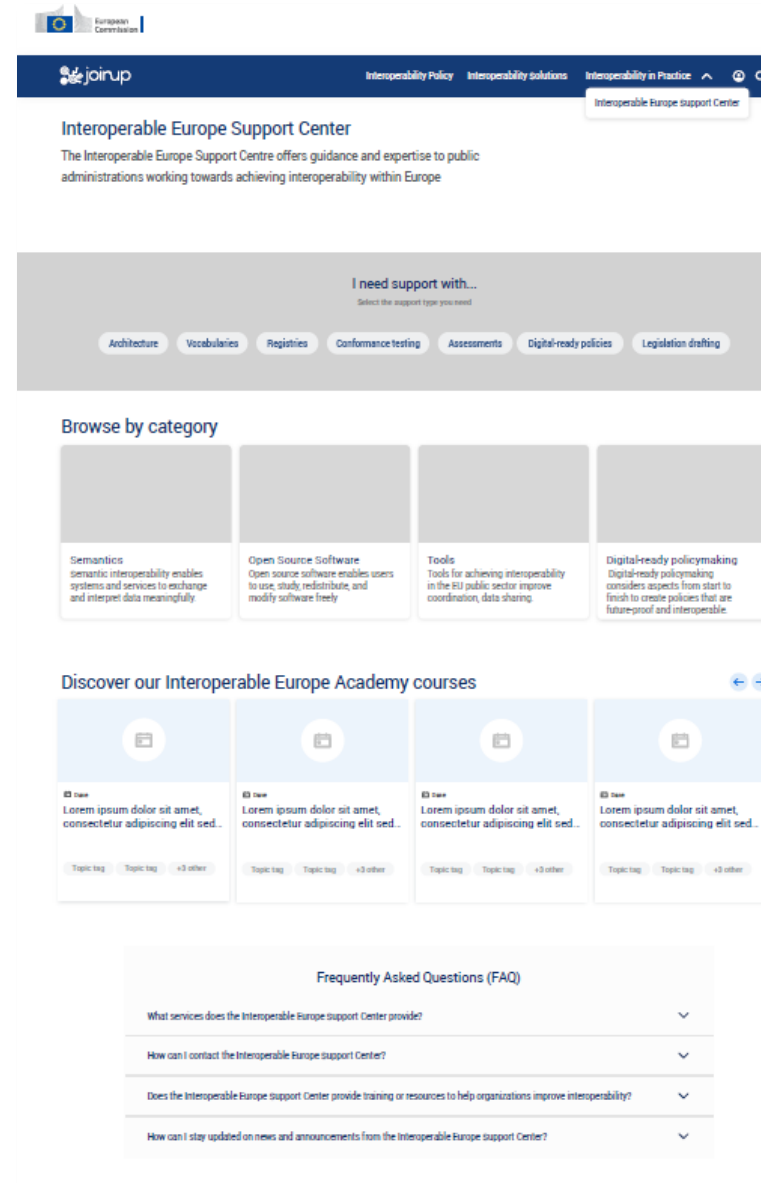 European
Commission
joinup
Interoperability Policy
Interoperability Solutions
Interoperability in Practice
Interoperable Europe Support Center
Interoperable Europe Support Center
The Interoperable Europe Support Centre offers guidance and expertise to public
administrations working towards achieving interoperability within Europe
I need support with...
Select the support type you need
Architecture
Vocabularies
Registries
Conformance testing
Assessments
Digital-ready policies
Legislation drafting
Browse by category
Semantics
semantic interoperability enables
systems and services to exchange
and interpret data meaningfully.
Open Source Software
Open source software enables users
to use, study, redistribute, and
modify software freely
Tools
Tools for achieving interoperability
in the EU public sector improve
coordination, data sharing.
Digital-ready policymaking
Digital-ready policymaking
considers aspects from start to
finish to create policies that are
future-proof and interoperable.
Discover our Interoperable Europe Academy courses
Date
Lorem ipsum dolor sit amet,
consectetur adipiscing elit sed...
Topic tag
Topic tag
+3 other
Date
Lorem ipsum dolor sit amet,
consectetur adipiscing elit sed...
Topic tag
Topic tag
+3 other
Date
Lorem ipsum dolor sit amet,
consectetur adipiscing elit sed...
Topic tag
Topic tag
+3 other
Date
Lorem ipsum dolor sit amet,
consectetur adipiscing elit sed...
Topic tag
Topic tag
+3 other
Frequently Asked Questions (FAQ)
What services does the Interoperable Europe Support Center provide?
How can I contact the Interoperable Europe Support Center?
Does the Interoperable Europe Support Center provide training or resources to help organizations improve interoperability?
How can I stay updated on news and announcements from the Interoperable Europe Support Center?